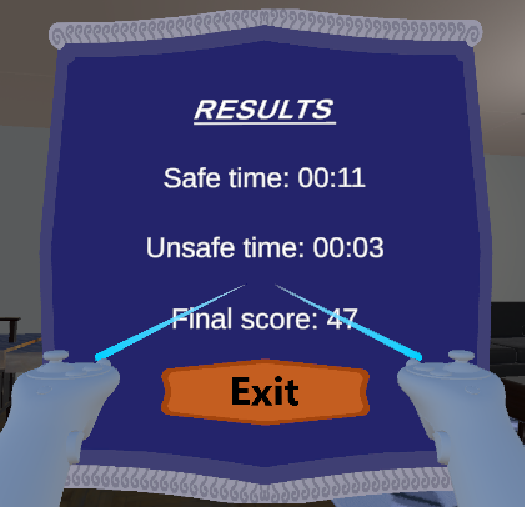 RESULTS
Safe time: 00:11
Unsafe time: 00:03
Final score: 47
Exit